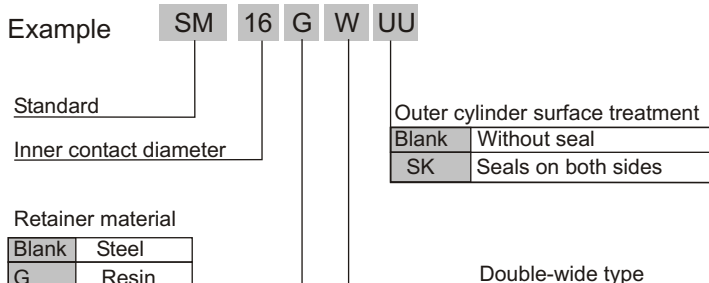 Example SM 16 G W UU
Standard
Outer cylinder surface treatment
Blank Without seal
Inner contact diameter
SK Seals on both sides
Retainer material
Blank Steel
G Resin
Double-wide type